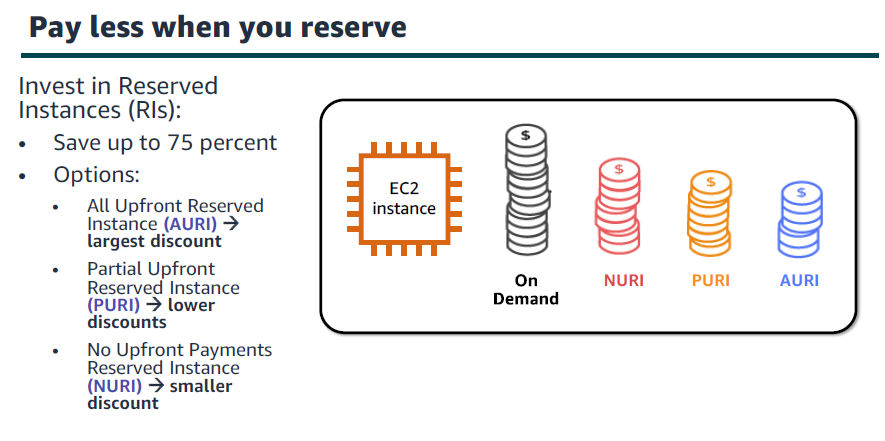 Pay less when you reserve
Invest in Reserved
Instances (RIs):
• Save up to 75 percent
• Options:
• All Upfront Reserved
Instance (AURI) →
largest discount
• Partial Upfront
Reserved Instance
(PURI) → lower
discounts
• No Upfront Payments
Reserved Instance
(NURI) → smaller
discount
EC2
instance
$
$
$
$
On
Demand
NURI
PURI
AURI